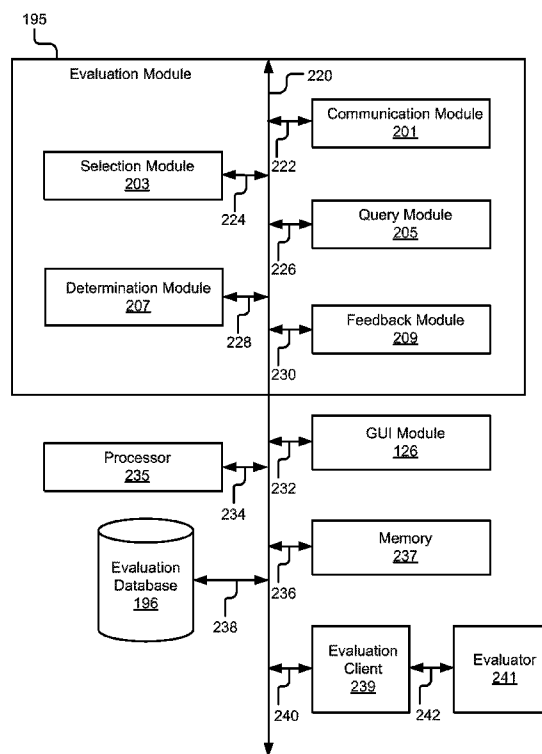 195
Evaluation Module
220
Communication Module
201
222
Selection Module
203
224
Query Module
205
226
Determination Module
207
228
Feedback Module
209
230
GUI Module
126
232
Processor
235
234
Evaluation
Database
196
238
Memory
237
236
Evaluation
Client
239
240
Evaluator
241
242